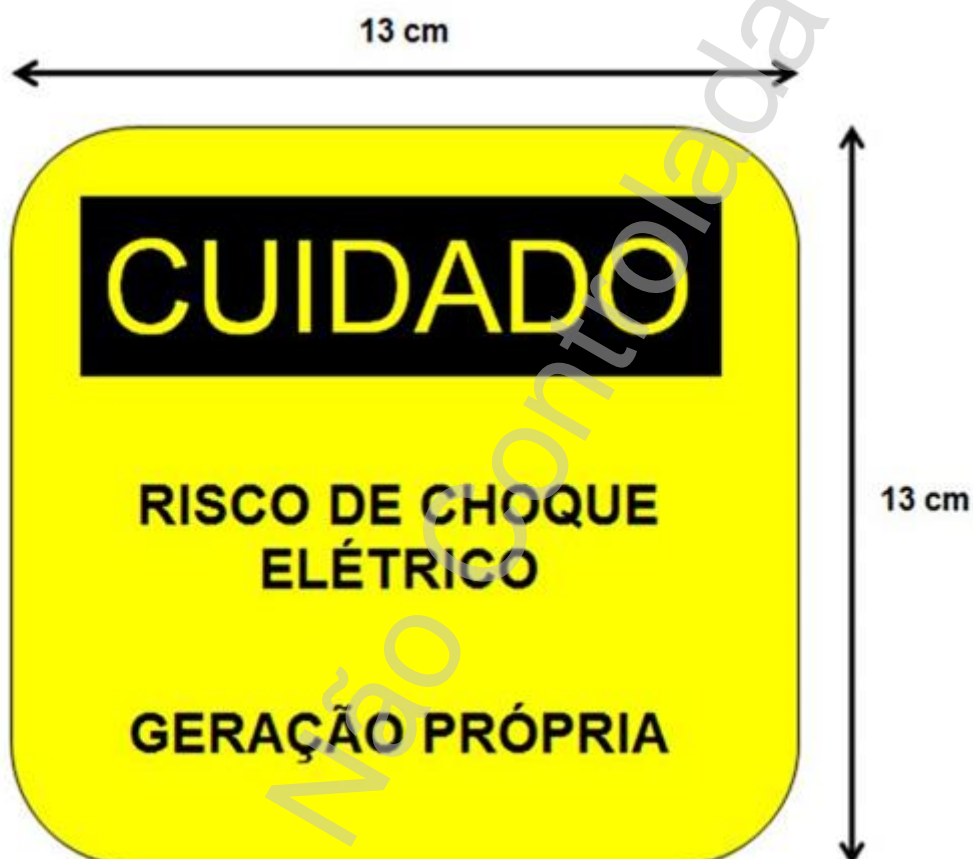 13 cm
CUIDADO
RISCO DE CHOQUE
ELÉTRICO
13 cm
GERAÇÃO PRÓPRIA
Não Controlada